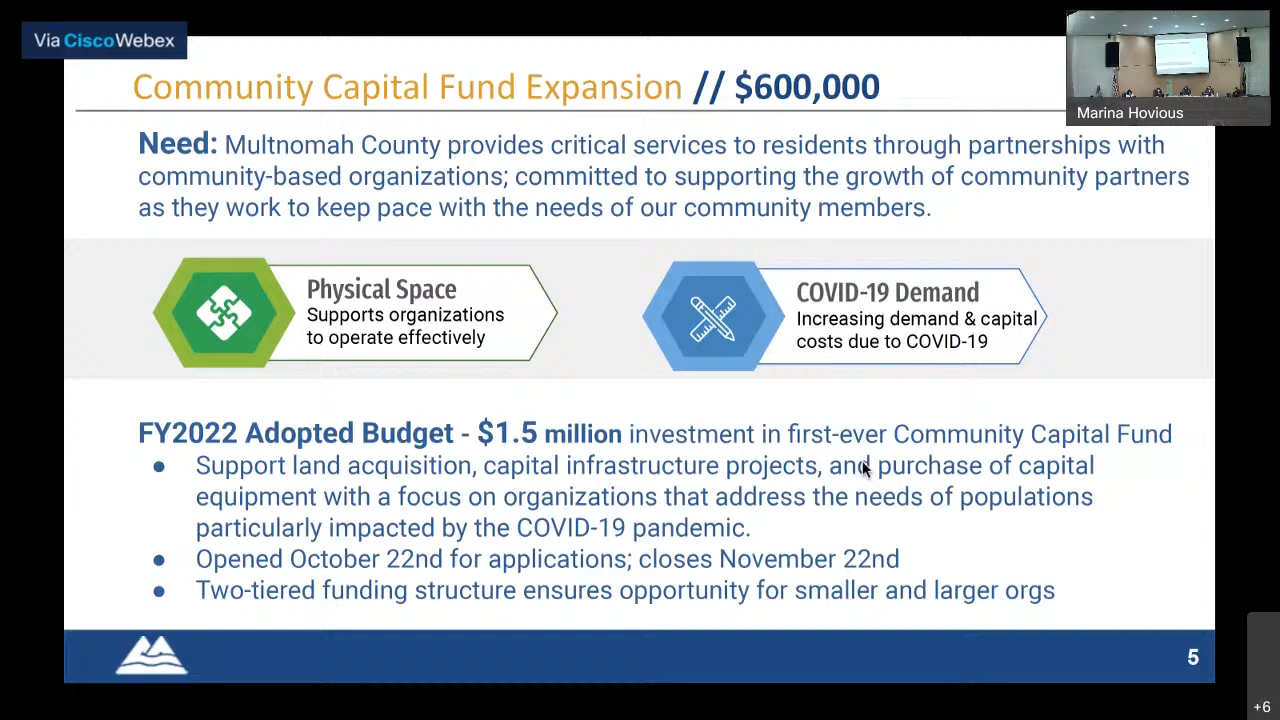 Via CiscoWebex
Community Capital Fund Expansion // $600,000
Marina Hovious
Need: Multnomah County provides critical services to residents through partnerships with
community-based organizations; committed to supporting the growth of community partners
as they work to keep pace with the needs of our community members.
Physical Space
Supports organizations
to operate effectively
COVID-19 Demand
Increasing demand & capital
costs due to COVID-19
FY2022 Adopted Budget - $1.5 million investment in first-ever Community Capital Fund
● Support land acquisition, capital infrastructure projects, and purchase of capital
equipment with a focus on organizations that address the needs of populations
particularly impacted by the COVID-19 pandemic.
● Opened October 22nd for applications; closes November 22nd
● Two-tiered funding structure ensures opportunity for smaller and larger orgs
5
+6